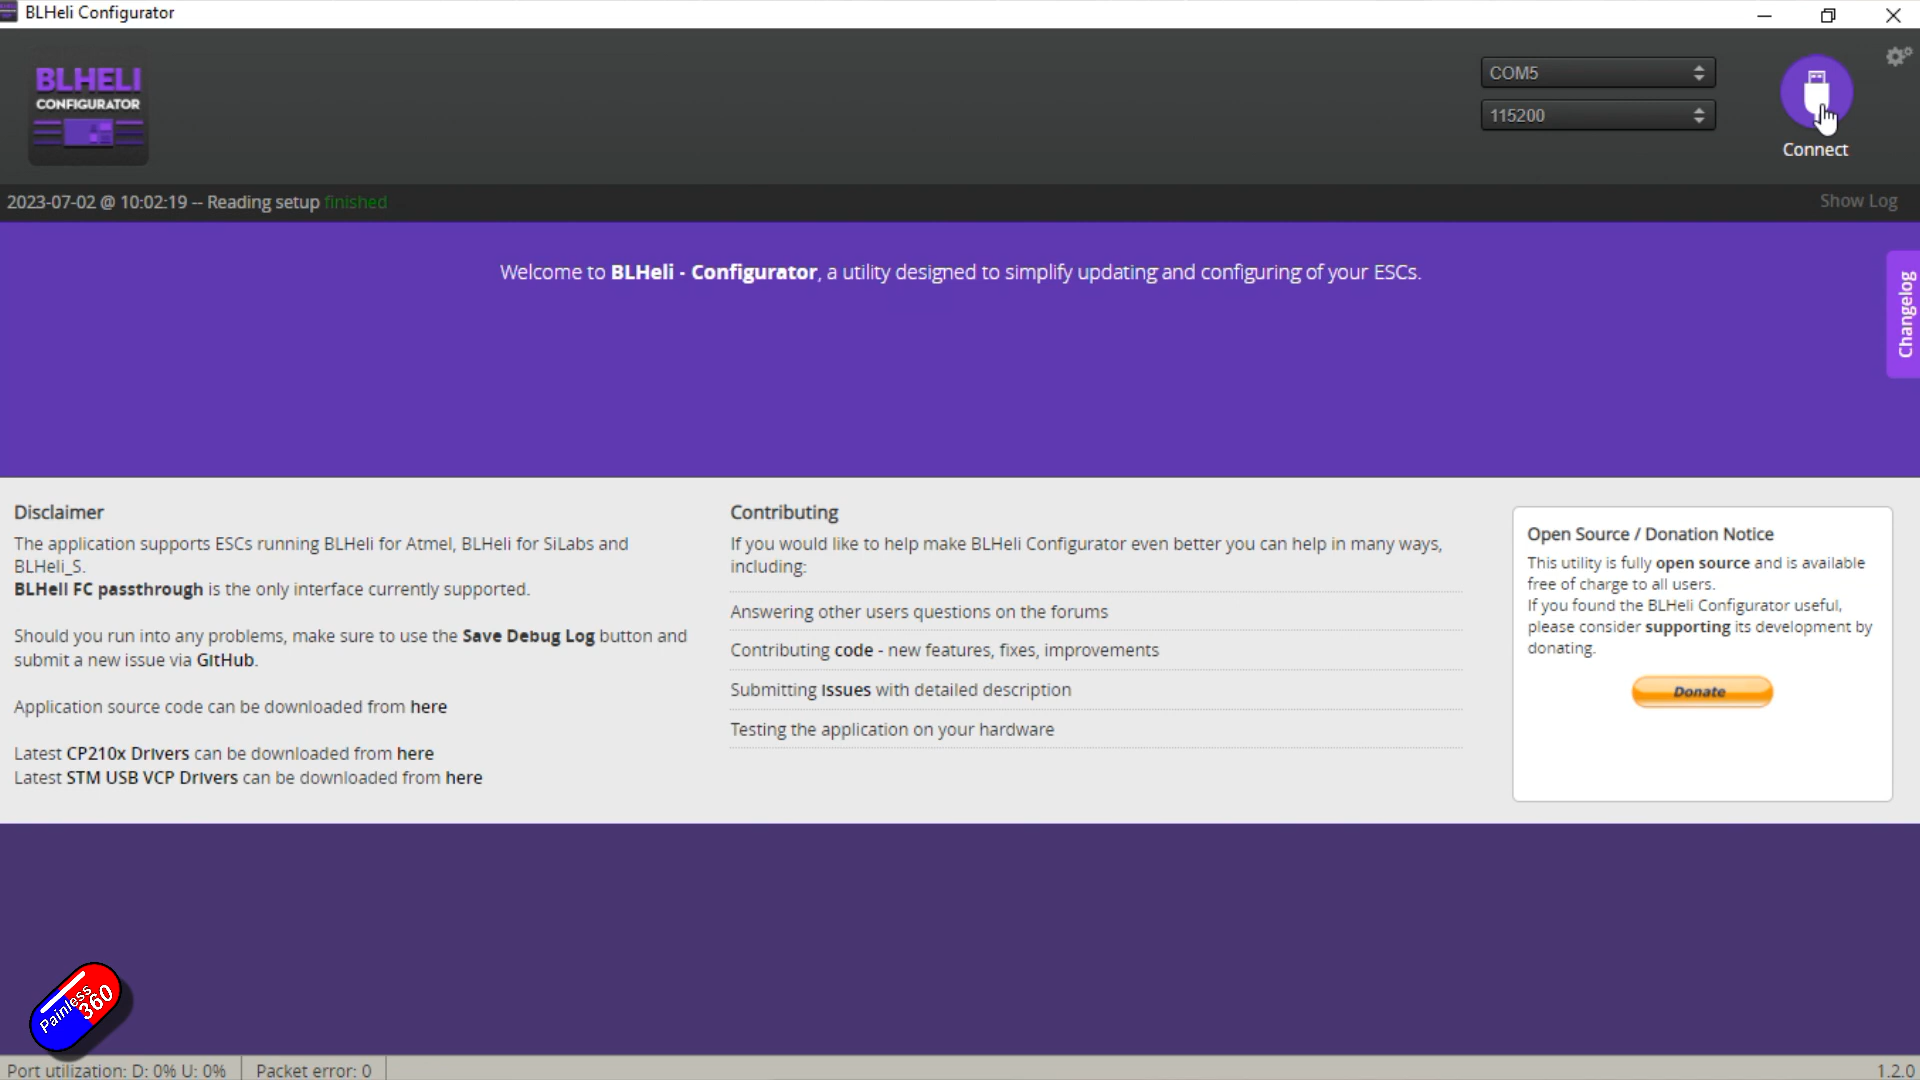 BLHeli Configurator
BLHELI
CONFIGURATOR
COM5
115200
Connect
2023-07-02 @ 10:02:19 -- Reading setup finished
Show Log
Welcome to BLHeli - Configurator, a utility designed to simplify updating and configuring of your ESCs.
Changelog
Disclaimer
The application supports ESCs running BLHeli for Atmel, BLHeli for SiLabs and
BLHeli_S.
BLHeli FC passthrough is the only interface currently supported.
Should you run into any problems, make sure to use the Save Debug Log button and
submit a new issue via GitHub.
Application source code can be downloaded from here
Latest CP210x Drivers can be downloaded from here
Latest STM USB VCP Drivers can be downloaded from here
Contributing
If you would like to help make BLHeli Configurator even better you can help in many ways,
including:
Answering other users questions on the forums
Contributing code - new features, fixes, improvements
Submitting issues with detailed description
Testing the application on your hardware
Open Source / Donation Notice
This utility is fully open source and is available
free of charge to all users.
If you found the BLHeli Configurator useful,
please consider supporting its development by
donating.
Donate
Painless
360
Port utilization: D: 0% U: 0%
Packet error: 0
1.2.0